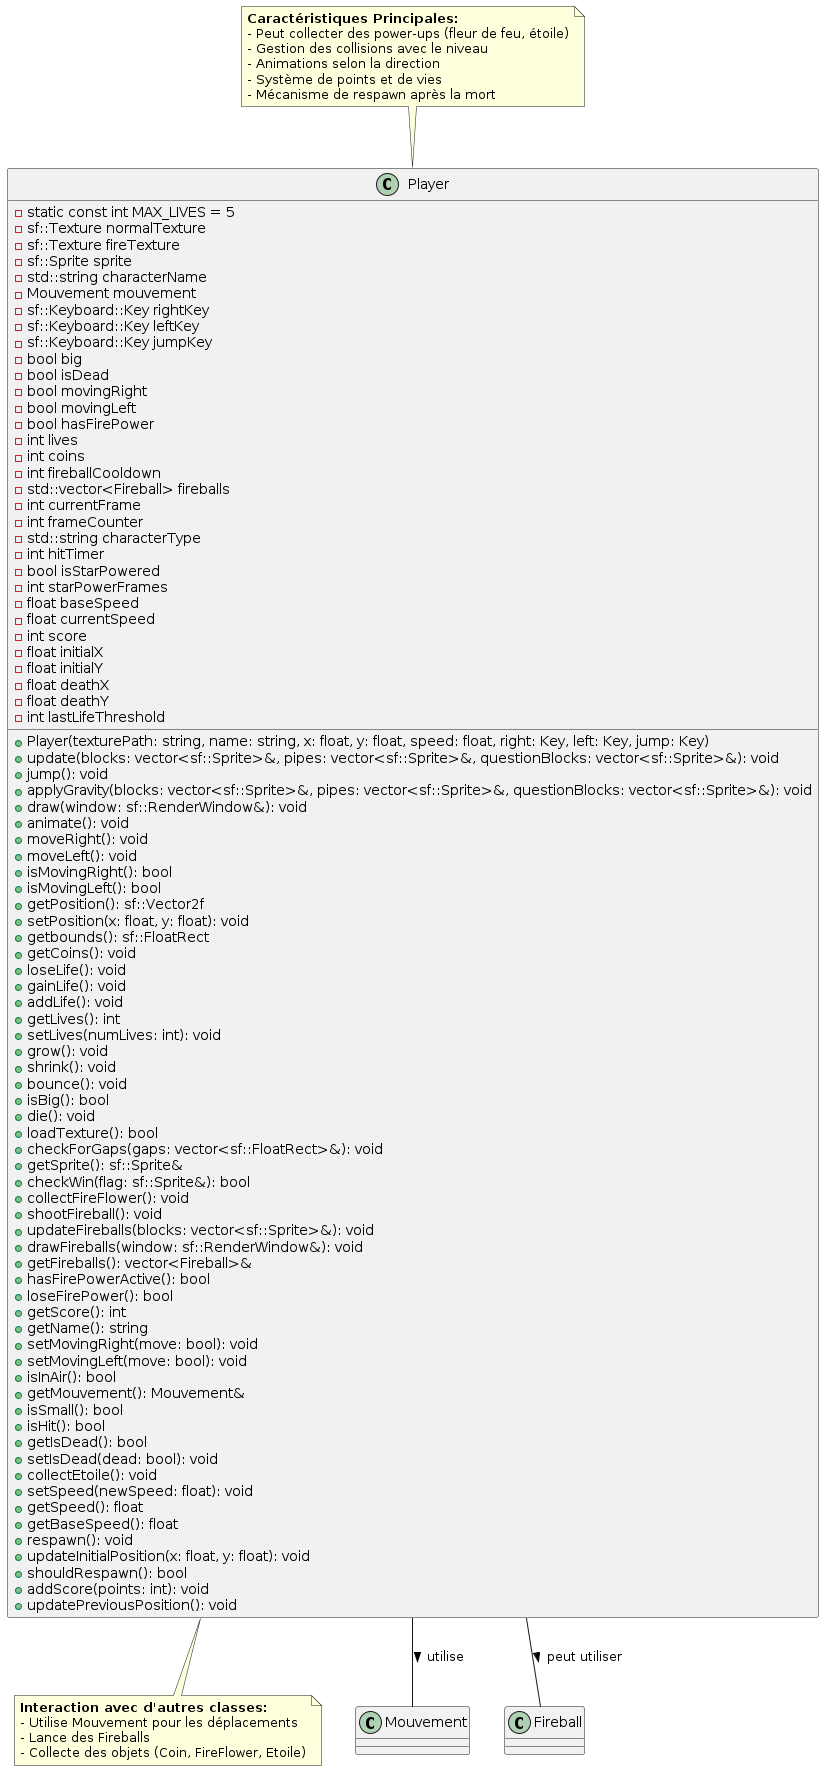 Caractéristiques Principales:
- Peut collecter des power-ups (fleur de feu, étoile)
- Gestion des collisions avec le niveau
- Animations selon la direction
- Système de points et de vies
- Mécanisme de respawn après la mort
C Player
static const int MAX_LIVES = 5
sf::Texture normalTexture
sf::Texture fireTexture
sf::Sprite sprite
std::string characterName
Mouvement mouvement
sf::Keyboard::Key rightKey
sf::Keyboard::Key leftKey
sf::Keyboard::Key jumpKey
bool big
bool isDead
bool movingRight
bool movingLeft
bool hasFirePower
int lives
int coins
int fireballCooldown
std::vector<Fireball> fireballs
int currentFrame
int frameCounter
std::string characterType
int hitTimer
bool isStarPowered
int starPowerFrames
float baseSpeed
float currentSpeed
int score
float initialX
float initialY
float deathX
float deathY
int lastLifeThreshold
Player(texturePath: string, name: string, x: float, y: float, speed: float, right: Key, left: Key, jump: Key)
update(blocks: vector<sf::Sprite>&, pipes: vector<sf::Sprite>&, questionBlocks: vector<sf::Sprite>&): void
jump(): void
applyGravity(blocks: vector<sf::Sprite>&, pipes: vector<sf::Sprite>&, questionBlocks: vector<sf::Sprite>&): void
draw(window: sf::RenderWindow&): void
animate(): void
moveRight(): void
moveLeft(): void
isMovingRight(): bool
isMovingLeft(): bool
getPosition(): sf::Vector2f
setPosition(x: float, y: float): void
getbounds(): sf::FloatRect
getCoins(): void
loseLife(): void
gainLife(): void
addLife(): void
getLives(): int
setLives(numLives: int): void
grow(): void
shrink(): void
bounce(): void
isBig(): bool
die(): void
loadTexture(): bool
checkForGaps(gaps: vector<sf::FloatRect>&): void
getSprite(): sf::Sprite&
checkWin(flag: sf::Sprite&): bool
collectFireFlower(): void
shootFireball(): void
updateFireballs(blocks: vector<sf::Sprite>&): void
drawFireballs(window: sf::RenderWindow&): void
getFireballs(): vector<Fireball>&
hasFirePowerActive(): bool
loseFirePower(): bool
getScore(): int
getName(): string
setMovingRight(move: bool): void
setMovingLeft(move: bool): void
isInAir(): bool
getMouvement(): Mouvement&
isSmall(): bool
isHit(): bool
getIsDead(): bool
setIsDead(dead: bool): void
collectEtoile(): void
setSpeed(newSpeed: float): void
getSpeed(): float
getBaseSpeed(): float
respawn(): void
updateInitialPosition(x: float, y: float): void
shouldRespawn(): bool
addScore(points: int): void
updatePreviousPosition(): void
utilise
peut utiliser
Interaction avec d'autres classes:
- Utilise Mouvement pour les déplacements
- Lance des Fireballs
- Collecte des objets (Coin, FireFlower, Etoile)
C Mouvement
C Fireball